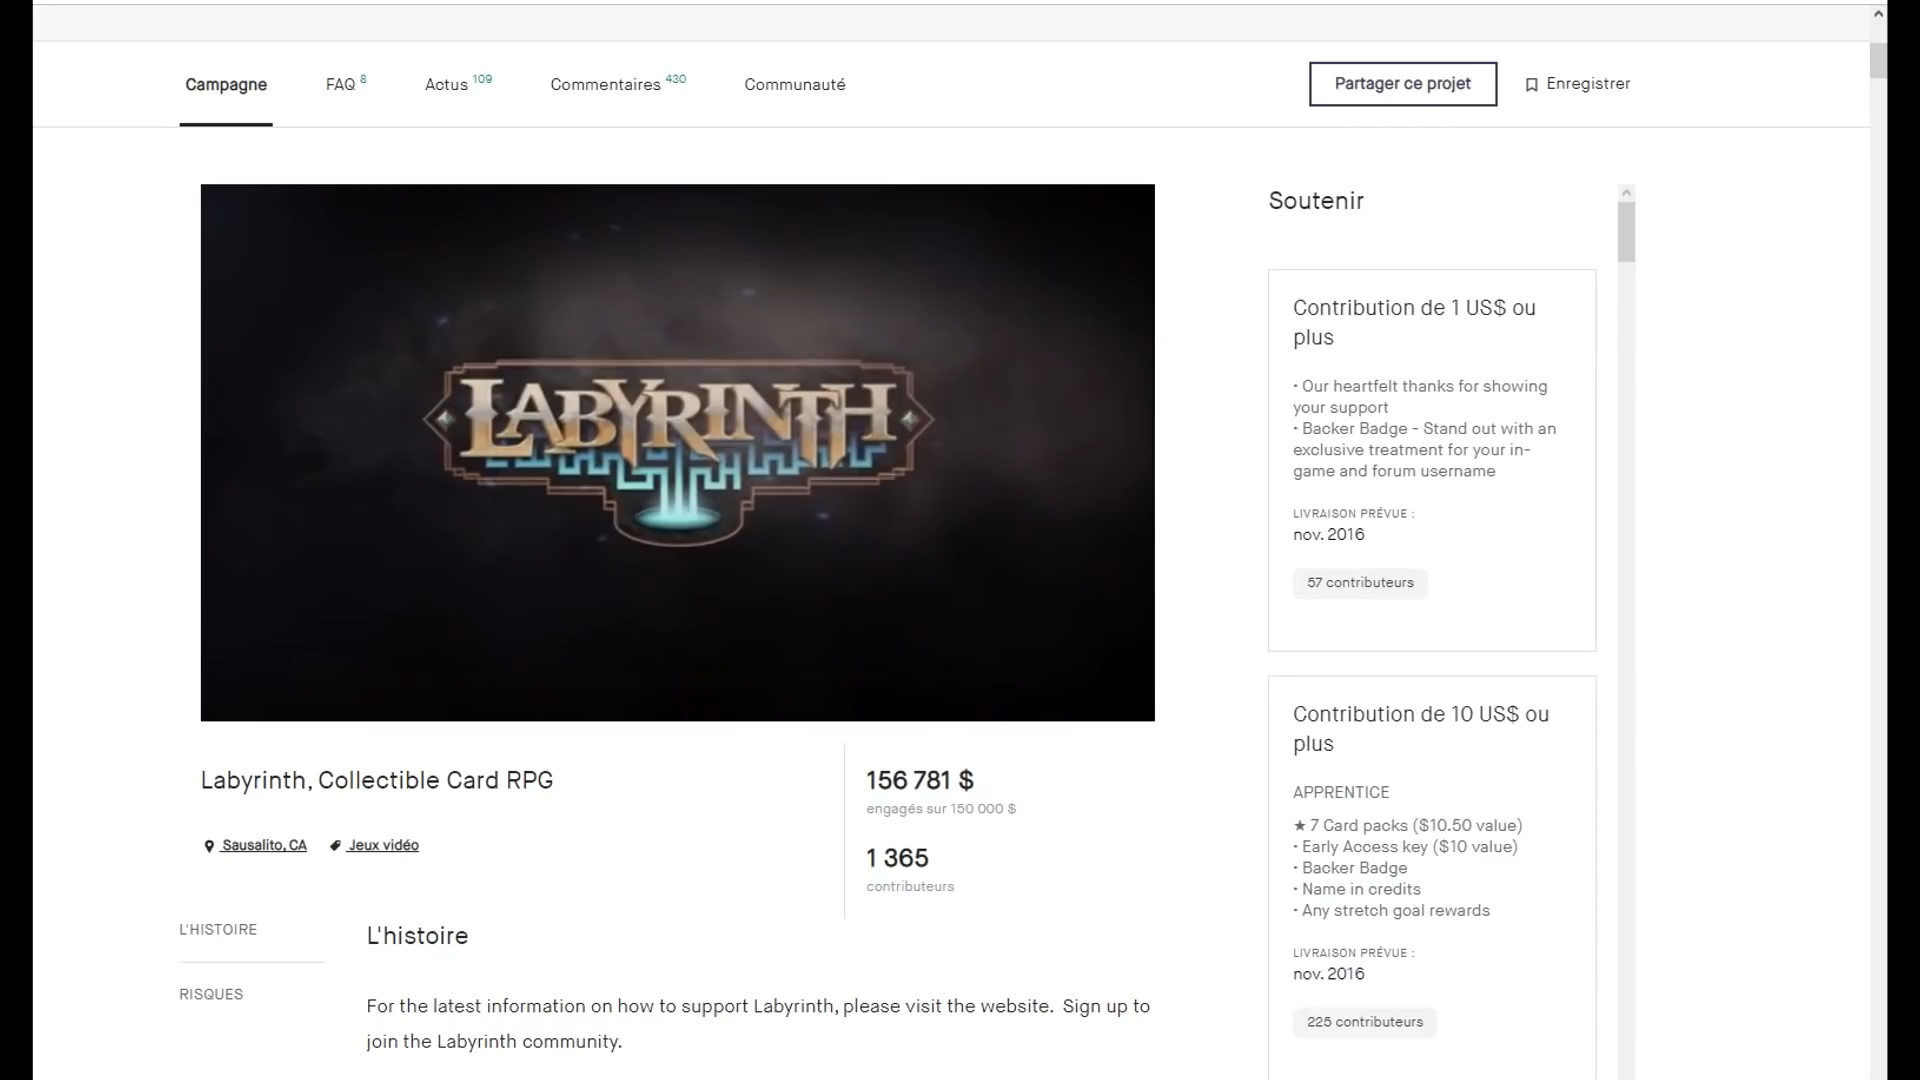 Campagne
FAQ 8
Actus 109
Commentaires 430
Communauté
Partager ce projet
Enregistrer
LABYRINTH
Labyrinth, Collectible Card RPG
Sausalito, CA
Jeux vidéo
156 781 $
engagés sur 150 000 $
1 365
contributeurs
L'HISTOIRE
RISQUES
L'histoire
For the latest information on how to support Labyrinth, please visit the website. Sign up to
join the Labyrinth community.
Soutenir
Contribution de 1 US$ ou
plus
• Our heartfelt thanks for showing
your support
• Backer Badge - Stand out with an
exclusive treatment for your in-
game and forum username
LIVRAISON PRÉVUE :
nov. 2016
57 contributeurs
Contribution de 10 US$ ou
plus
APPRENTICE
★ 7 Card packs ($10.50 value)
• Early Access key ($10 value)
• Backer Badge
• Name in credits
• Any stretch goal rewards
LIVRAISON PRÉVUE :
nov. 2016
225 contributeurs